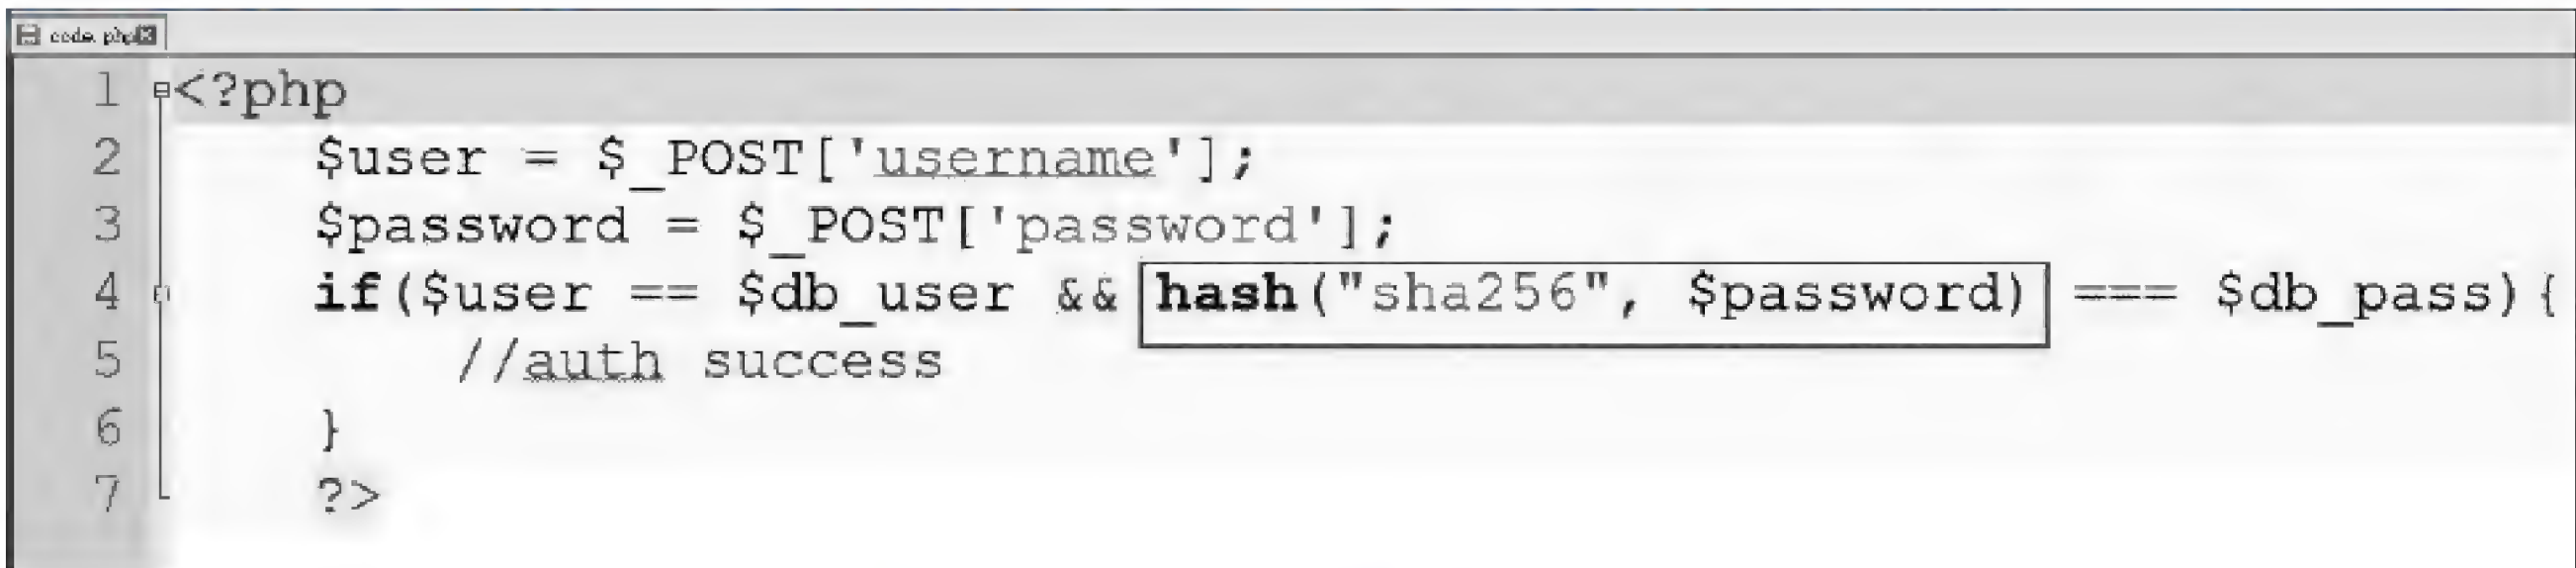 code.php
1 <?php
2 $user = $_POST['username'];
3 $password = $_POST['password'];
4 if($user == $db_user && hash("sha256", $password) === $db_pass){
5 //auth success
6 }
7 ?>